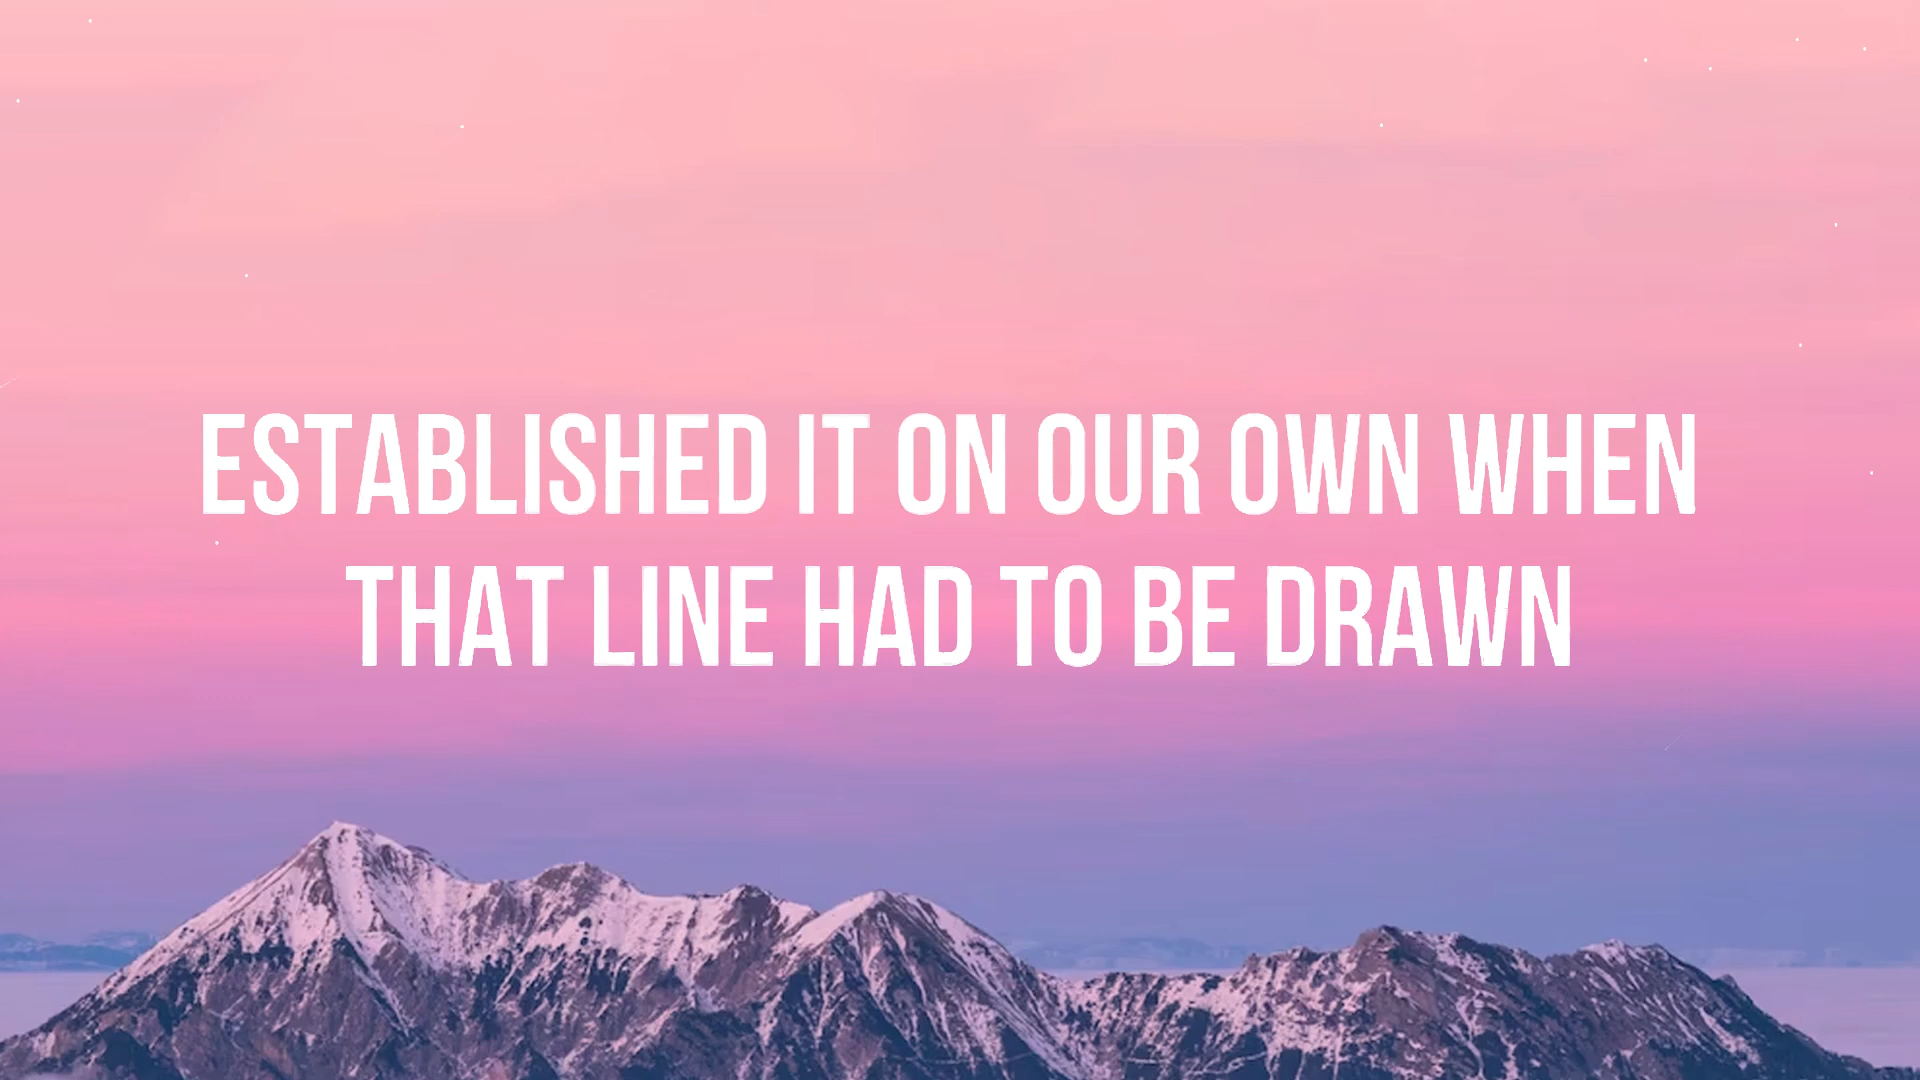 ESTABLISHED IT ON OUR OWN WHEN
THAT LINE HAD TO BE DRAWN